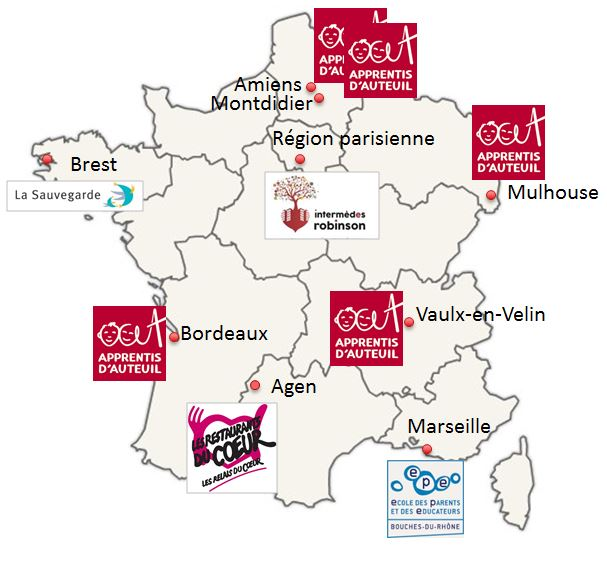 APPRENTIS
D'AUTEUIL
Amiens
Montdidier
Région parisienne
APPRENTIS
D'AUTEUIL
Brest
La Sauvegarde
Mulhouse
intermèdes
robinson
Vaulx-en-Velin
APPRENTIS
D'AUTEUIL
Bordeaux
APPRENTIS
D'AUTEUIL
Agen
LES RESTAURANTS
DU COEUR
LES RELAIS DU COEUR
Marseille
epe
ecole des parents
et des educateurs
BOUCHES-DU-RHÔNE